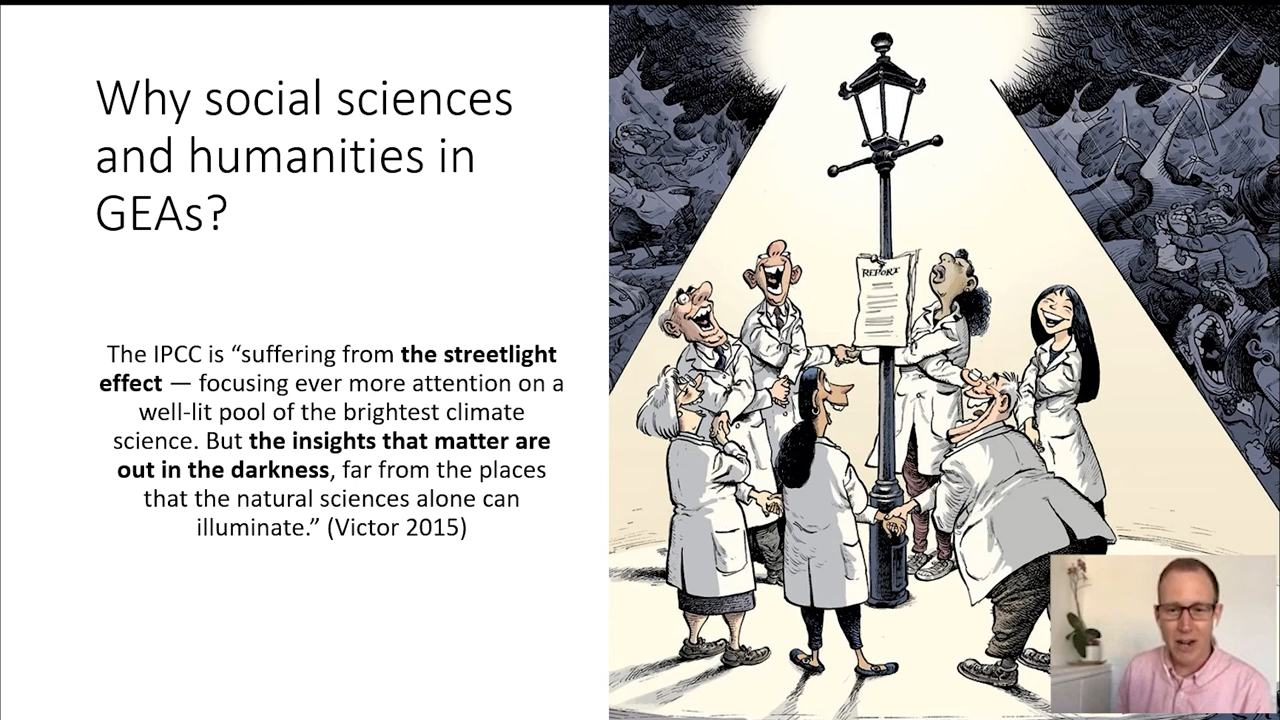 Why social sciences
and humanities in
GEAs?
The IPCC is “suffering from the streetlight
effect — focusing ever more attention on a
well-lit pool of the brightest climate
science. But the insights that matter are
out in the darkness, far from the places
that the natural sciences alone can
illuminate.” (Victor 2015)
REPORT